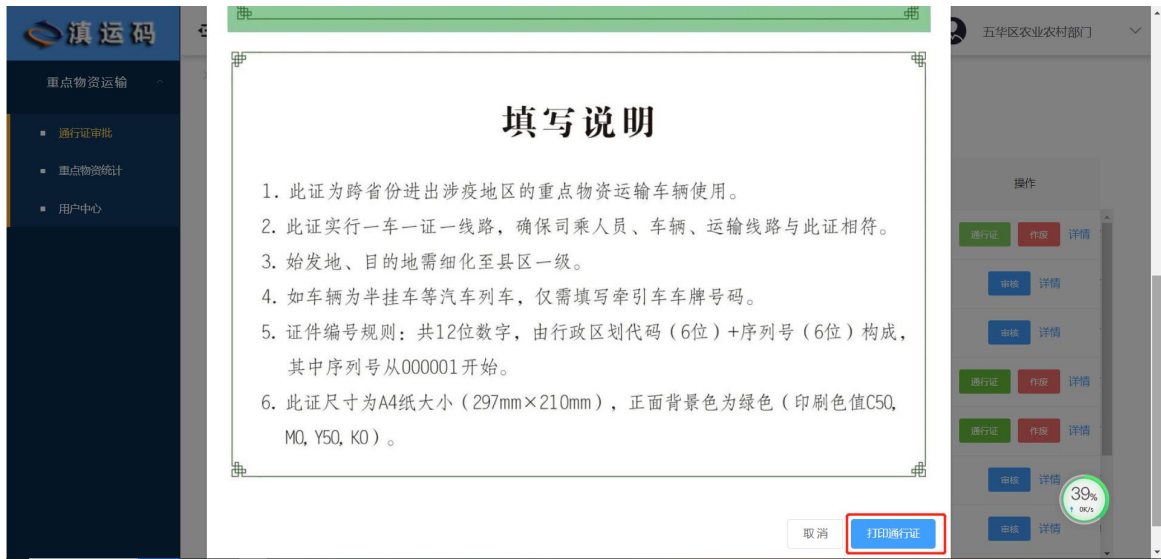 滇运码
五华区农业农村部门
重点物资运输
通行证审批
重点物资统计
用户中心
填写说明
1. 此证为跨省份进出涉疫地区的重点物资运输车辆使用。
2. 此证实行一车一证一线路，确保司乘人员、车辆、运输线路与此证相符。
3. 始发地、目的地需细化至县区一级。
4. 如车辆为半挂车等汽车列车，仅需填写牵引车车牌号码。
5. 证件编号规则：共12位数字，由行政区划代码（6位）+序列号（6位）构成，
其中序列号从000001开始。
6. 此证尺寸为A4纸大小（297mm×210mm），正面背景色为绿色（印刷色值C50,
M0, Y50, K0）。
操作
通行证 作废 详情
审核 详情
审核 详情
通行证 作废 详情
通行证 作废 详情
审核 详情
审核 详情
39%
↑ 0K/s
取消 打印通行证